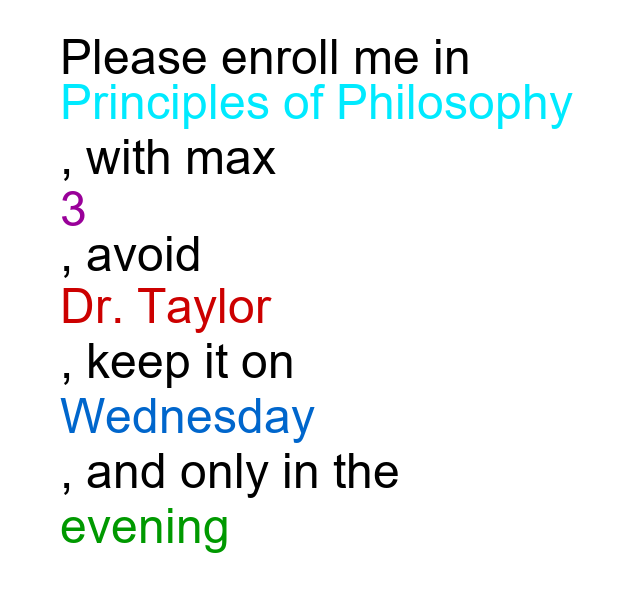 Please enroll me in
Principles of Philosophy
, with max
3
, avoid
Dr. Taylor
, keep it on
Wednesday
, and only in the
evening